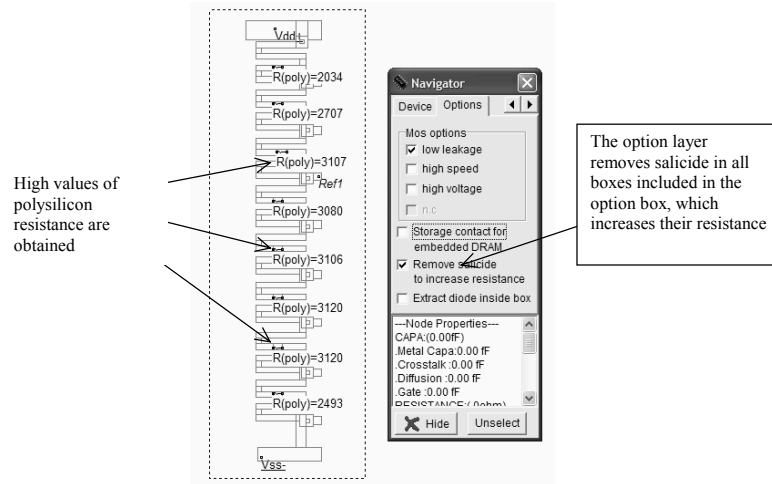 High values of
polysilicon
resistance are
obtained
Vdd+
R(poly)=2034
R(poly)=2707
R(poly)=3107
Ref1
R(poly)=3080
R(poly)=3106
R(poly)=3120
R(poly)=3120
R(poly)=2493
Vss-
Navigator
Device
Options
Mos options
low leakage
high speed
high voltage
n.c
Storage contact for
embedded DRAM
Remove salicide
to increase resistance
Extract diode inside box
---Node Properties---
CAPA:(0.00fF)
.Metal Capa:0.00 fF
.Crosstalk :0.00 fF
.Diffusion :0.00 fF
.Gate :0.00 fF
RESISTANCE:( 0ohm)
Hide
Unselect
The option layer
removes salicide in all
boxes included in the
option box, which
increases their resistance